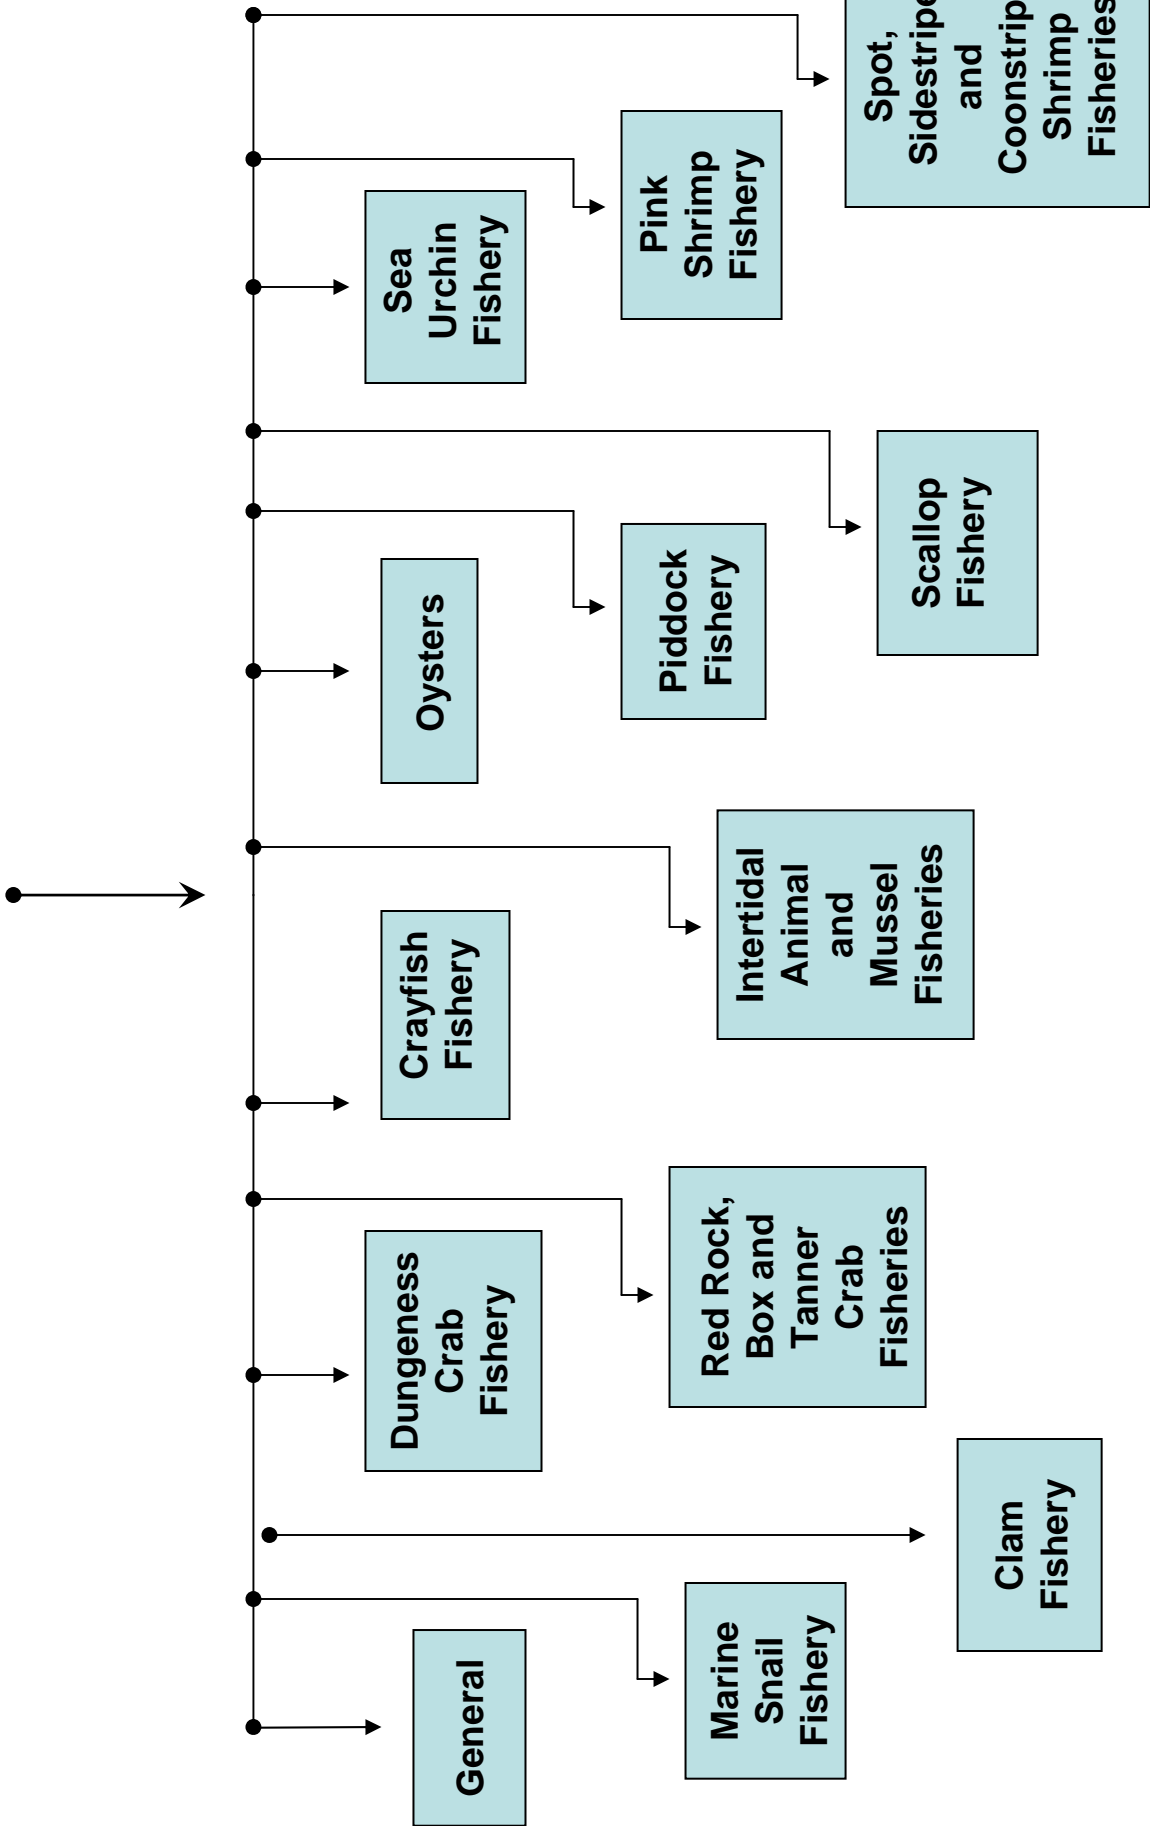 General
Dungeness
Crab
Fishery
Crayfish
Fishery
Oysters
Sea
Urchin
Fishery
Marine
Snail
Fishery
Red Rock,
Box and
Tanner
Crab
Fisheries
Intertidal
Animal
and
Mussel
Fisheries
Piddock
Fishery
Pink
Shrimp
Fishery
Clam
Fishery
Scallop
Fishery
Spot,
Sidestripe
and
Coonstrip
Shrimp
Fisheries